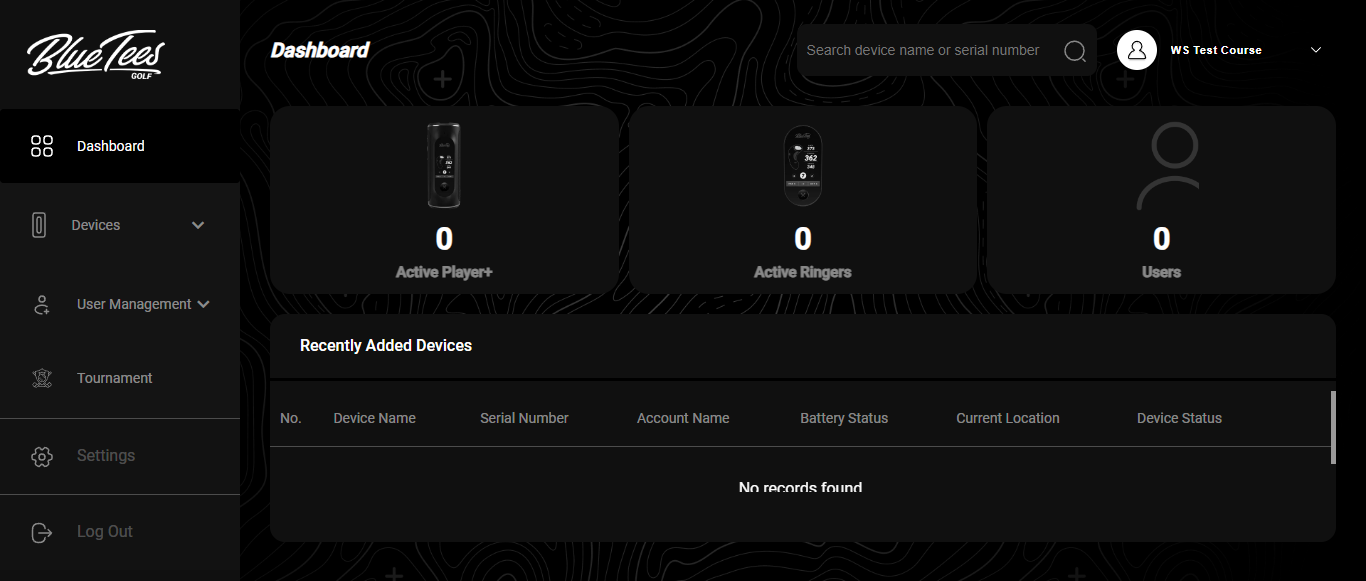 Blue Tees
GOLF
Dashboard
Search device name or serial number
WS Test Course
Dashboard
Devices
User Management
Tournament
Settings
Log Out
362
0
Active Player+
373
362
340
0
Active Ringers
0
Users
Recently Added Devices
No. Device Name Serial Number Account Name Battery Status Current Location Device Status
No records found